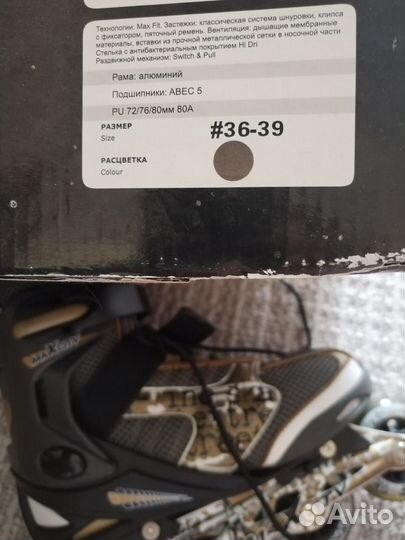 Технологии: Max Fit. Застежки: классическая система шнуровки, клипса
с фиксатором, пяточный ремень. Вентиляция: дышащие мембранные
материалы, вставки из прочной металлической сетки в носочной части
Стелька с антибактериальным покрытием Hi Dri
Раздвижной механизм: Switch & Pull
Рама: алюминий
Подшипники: ABEC 5
PU 72/76/80мм 80A
РАЗМЕР
Size
#36-39
РАСЦВЕТКА
Colour
MAXCITY
Avito